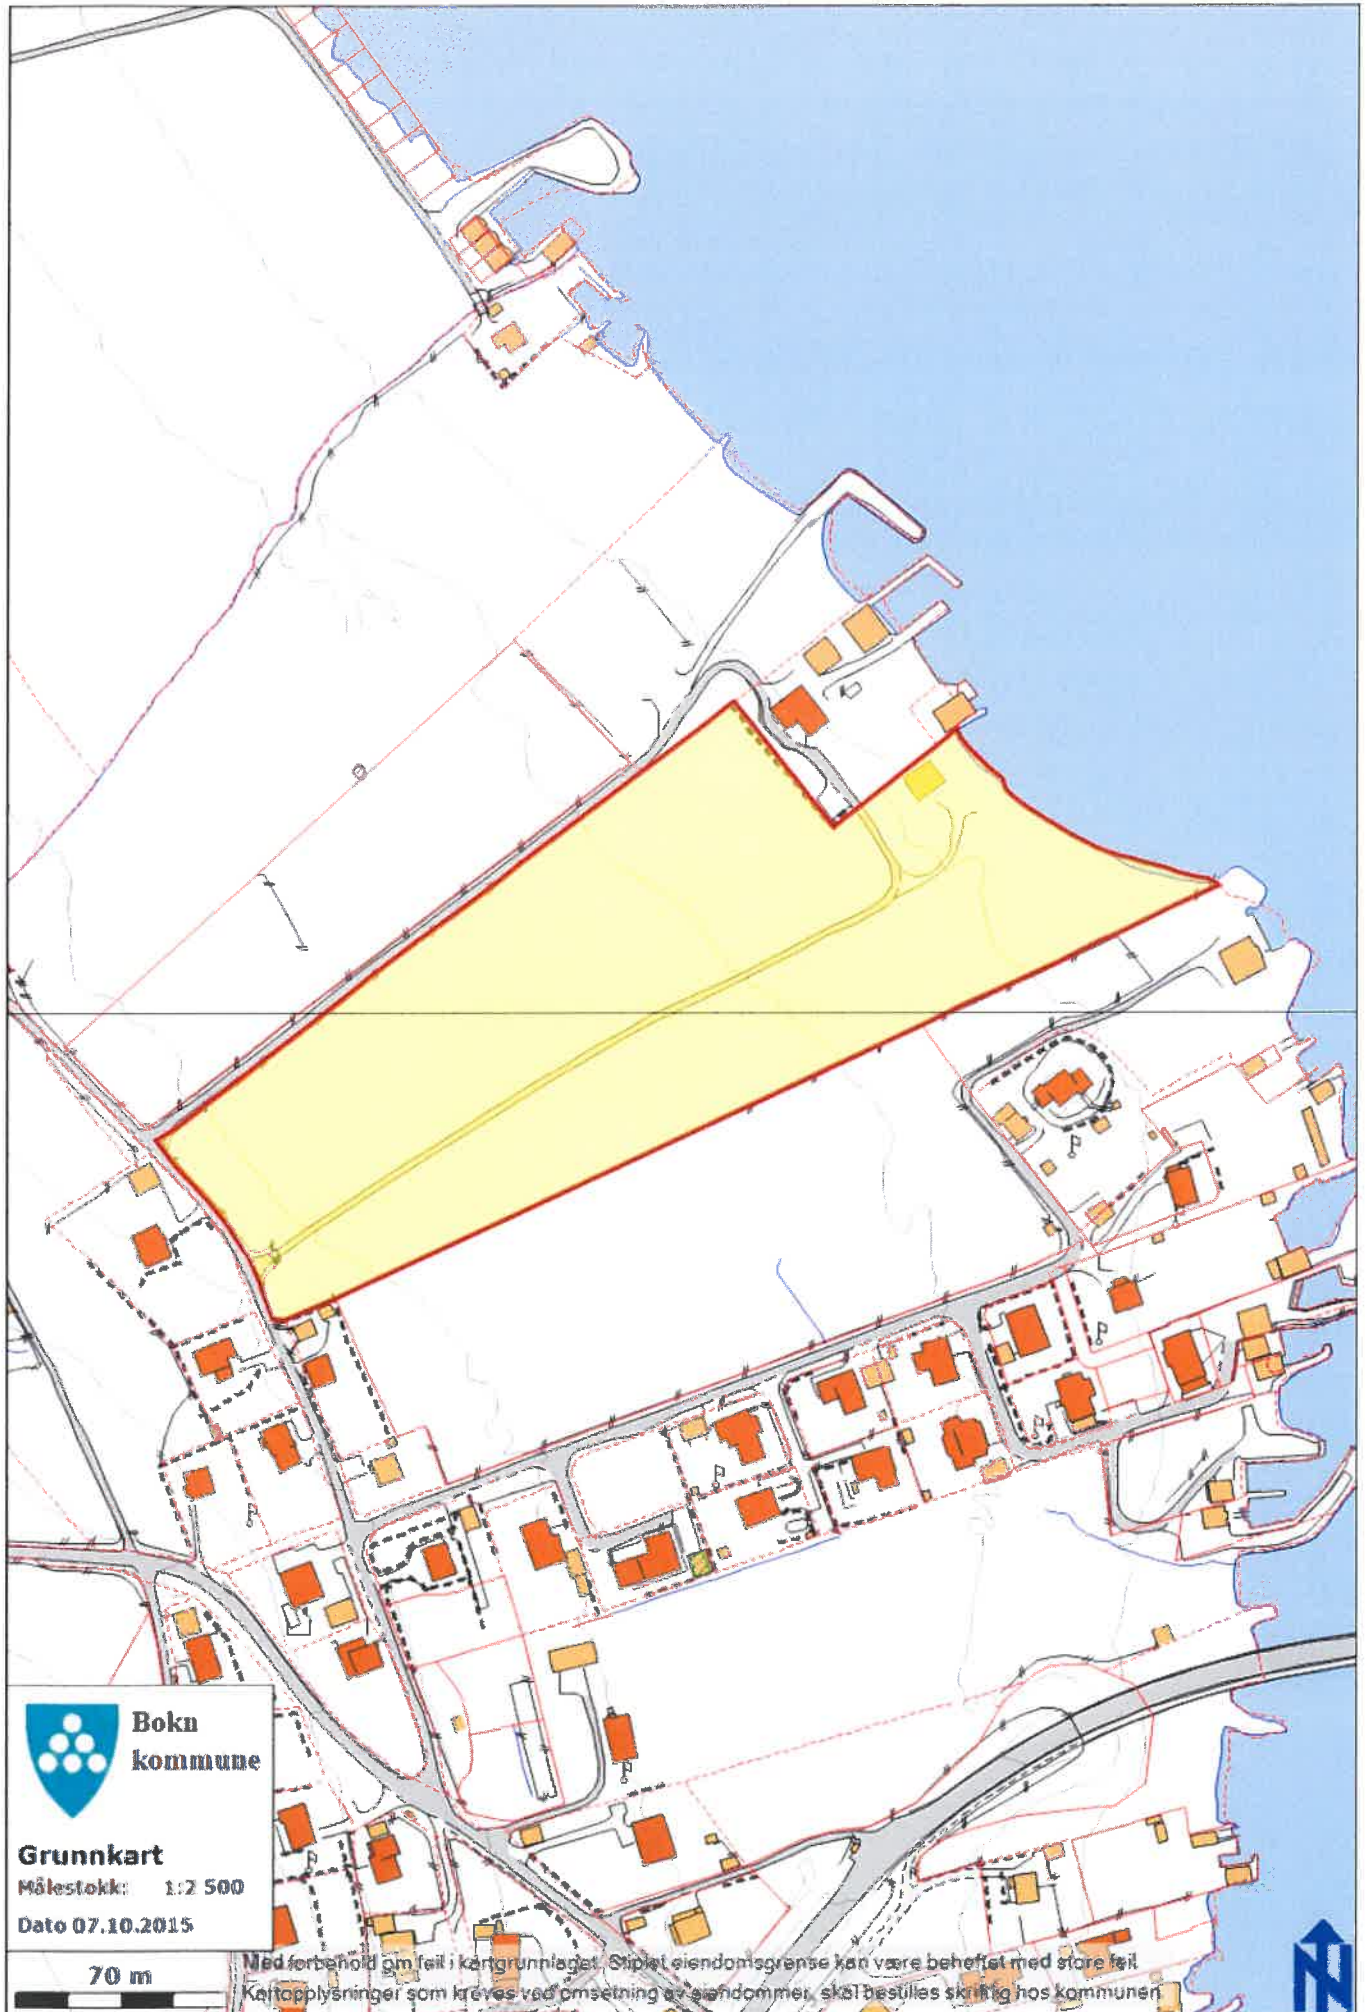 Bokn
kommune
Grunnkart
Målestokk: 1:2 500
Dato 07.10.2015
70 m
Med forbehold om feil i kartgrunnlaget. Stiplet eiendomsgrense kan være beheftet med store feil.
Kartopplysninger som kreves ved omsetning av eiendommer, skal bestilles skriftlig hos kommunen.
N